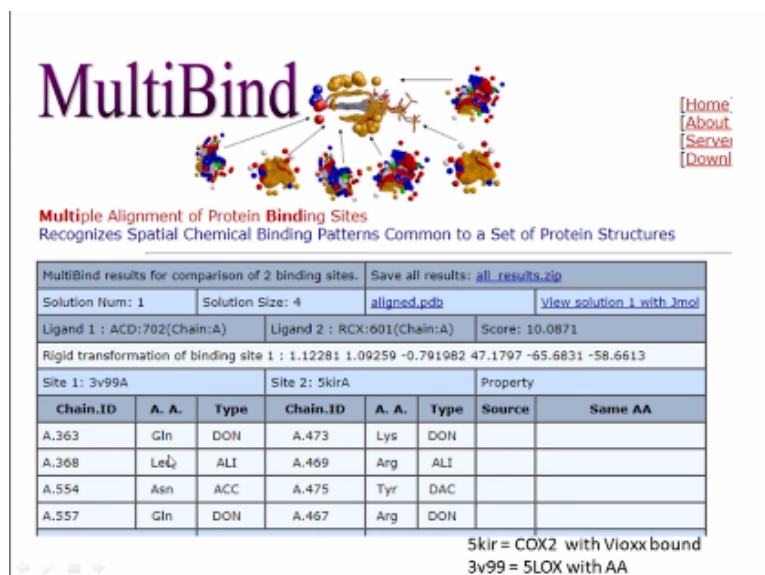 MultiBind
[Home]
[About
[Server
[Downl
Multiple Alignment of Protein Binding Sites
Recognizes Spatial Chemical Binding Patterns Common to a Set of Protein Structures
MultiBind results for comparison of 2 binding sites. Save all results: all_results.zip
Solution Num: 1 Solution Size: 4 aligned.pdb View solution 1 with Jmol
Ligand 1 : ACD:702(Chain:A) Ligand 2 : RCX:601(Chain:A) Score: 10.0871
Rigid transformation of binding site 1 : 1.12281 1.09259 -0.791982 47.1797 -65.6831 -58.6613
Site 1: 3v99A Site 2: 5kirA Property
Chain.ID A. A. Type Chain.ID A. A. Type Source Same AA
A.363 Gln DON A.473 Lys DON
A.368 Leu ALI A.469 Arg ALI
A.554 Asn ACC A.475 Tyr DAC
A.557 Gln DON A.467 Arg DON
5kir = COX2 with Vioxx bound
3v99 = 5LOX with AA